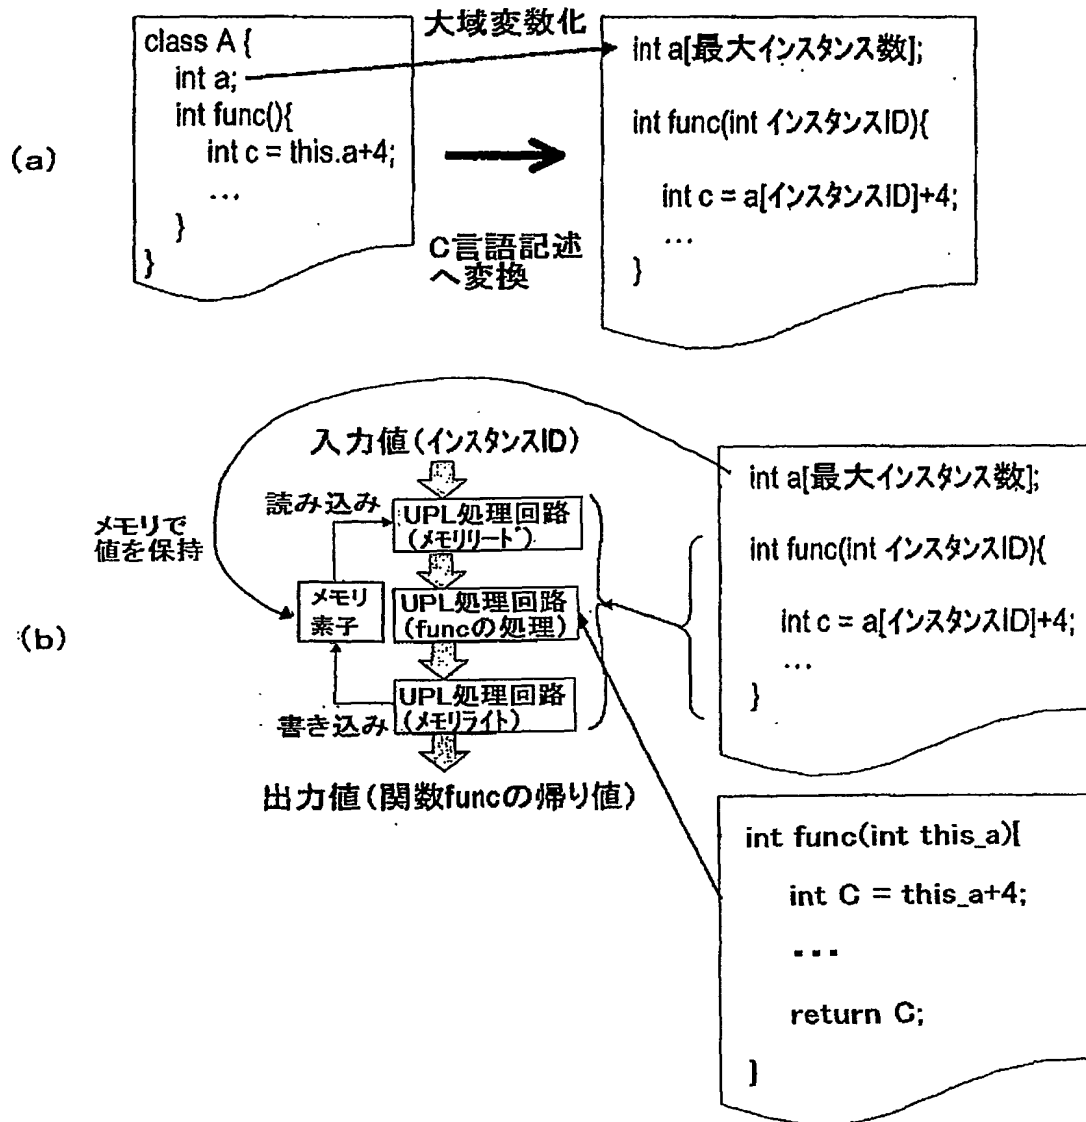 (a)
class A {
int a;
int func(){
int c = this.a+4;
...
}
}
大域変数化
C言語記述
へ変換
int a[最大インスタンス数];
int func(int インスタンスID){
int c = a[インスタンスID]+4;
...
}
(b)
入力値(インスタンスID)
読み込み
メモリで
値を保持
メモリ
素子
書き込み
UPL処理回路
(メモリリード)
UPL処理回路
(funcの処理)
UPL処理回路
(メモリライト)
出力値(関数funcの帰り値)
int a[最大インスタンス数];
int func(int インスタンスID){
int c = a[インスタンスID]+4;
...
}
int func(int this_a){
int C = this_a+4;
...
return C;
}